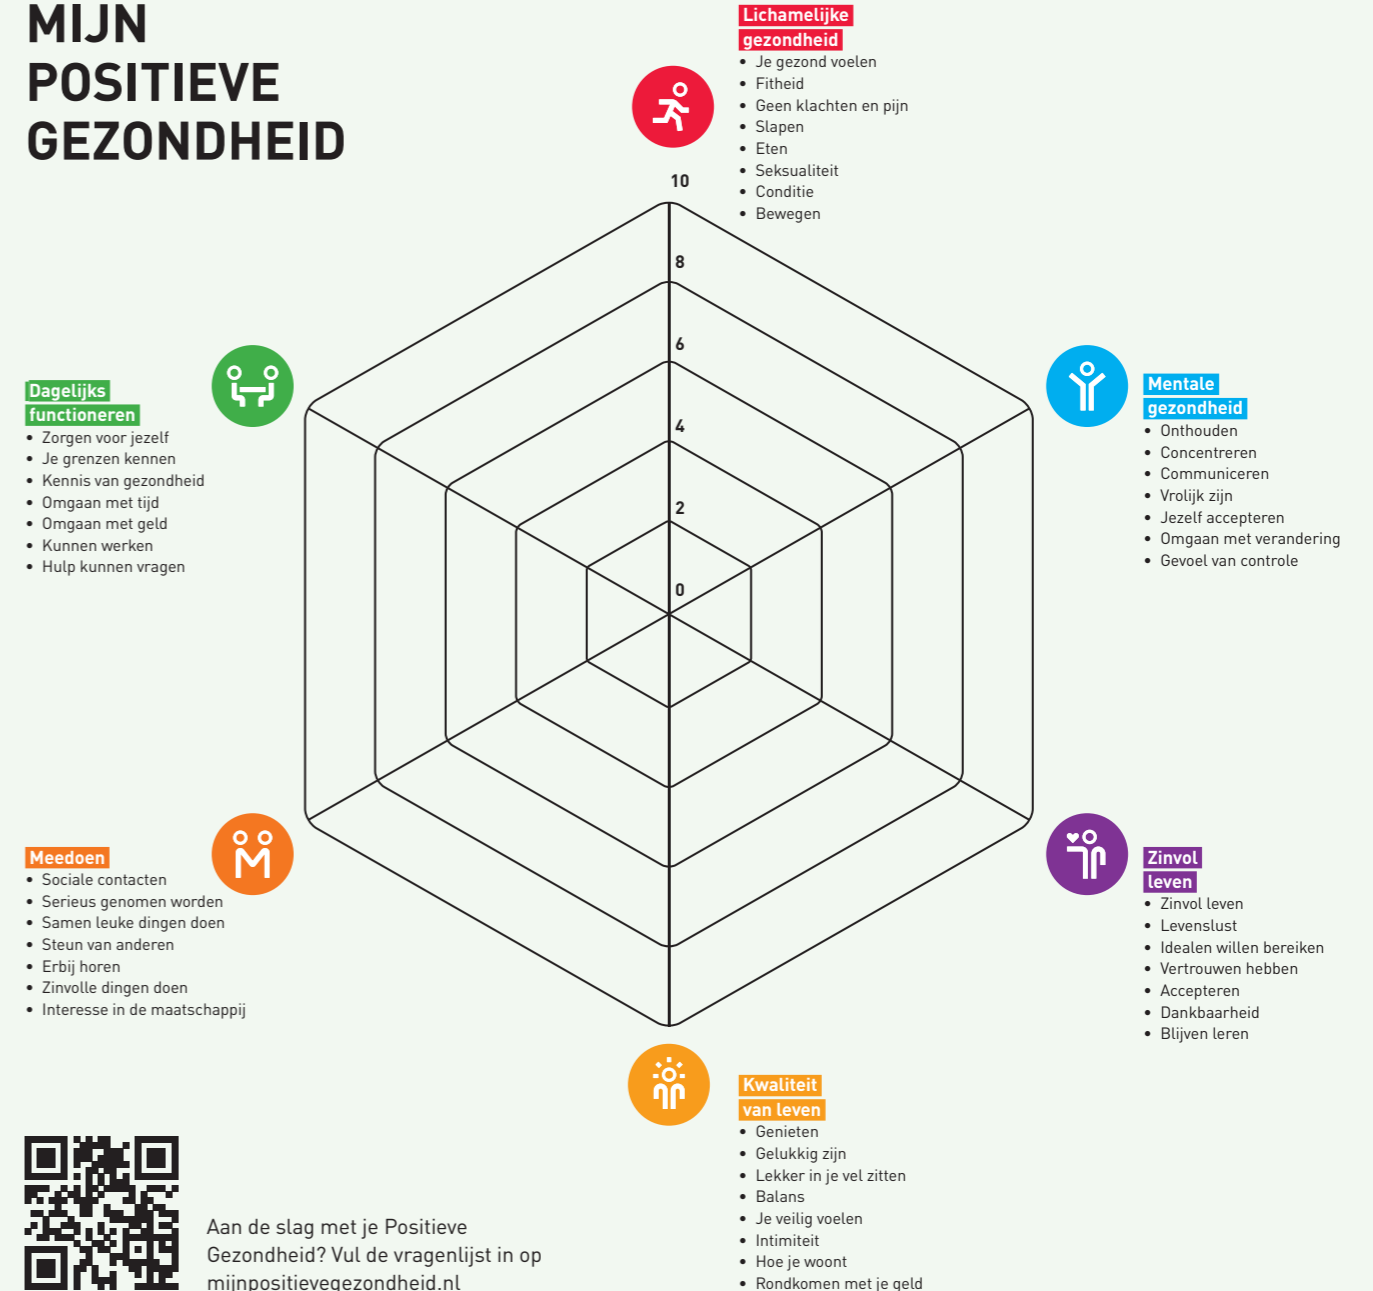 MIJN
POSITIEVE
GEZONDHEID
Lichamelijke
gezondheid
• Je gezond voelen
• Fitheid
• Geen klachten en pijn
• Slapen
• Eten
• Seksualiteit
• Conditie
• Bewegen
10
8
6
4
2
0
Dagelijks
functioneren
• Zorgen voor jezelf
• Je grenzen kennen
• Kennis van gezondheid
• Omgaan met tijd
• Omgaan met geld
• Kunnen werken
• Hulp kunnen vragen
Mentale
gezondheid
• Onthouden
• Concentreren
• Communiceren
• Vrolijk zijn
• Jezelf accepteren
• Omgaan met verandering
• Gevoel van controle
Meedoen
• Sociale contacten
• Serieus genomen worden
• Samen leuke dingen doen
• Steun van anderen
• Erbij horen
• Zinvolle dingen doen
• Interesse in de maatschappij
Zinvol
leven
• Zinvol leven
• Levenslust
• Idealen willen bereiken
• Vertrouwen hebben
• Accepteren
• Dankbaarheid
• Blijven leren
Kwaliteit
van leven
• Genieten
• Gelukkig zijn
• Lekker in je vel zitten
• Balans
• Je veilig voelen
• Intimiteit
• Hoe je woont
• Rondkomen met je geld
Aan de slag met je Positieve
Gezondheid? Vul de vragenlijst in op
mijnpositievegezondheid.nl